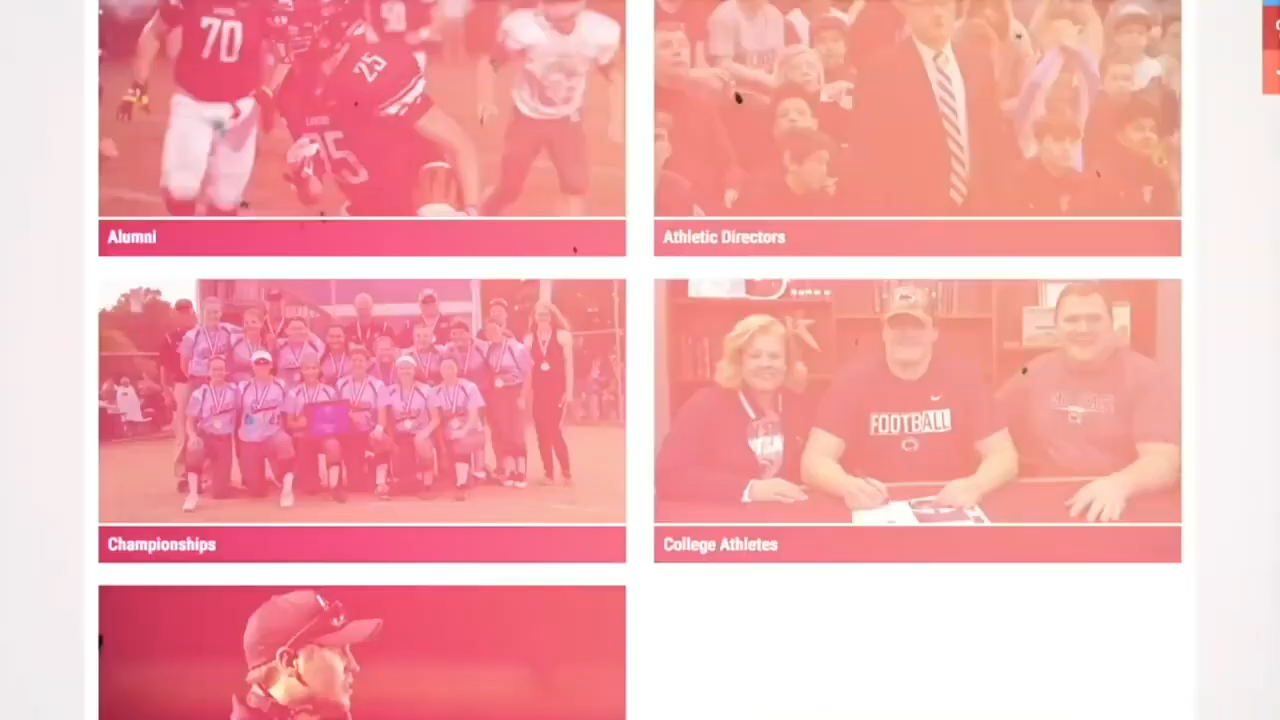 70
25
Alumni
Athletic Directors
FOOTBALL
Championships
College Athletes